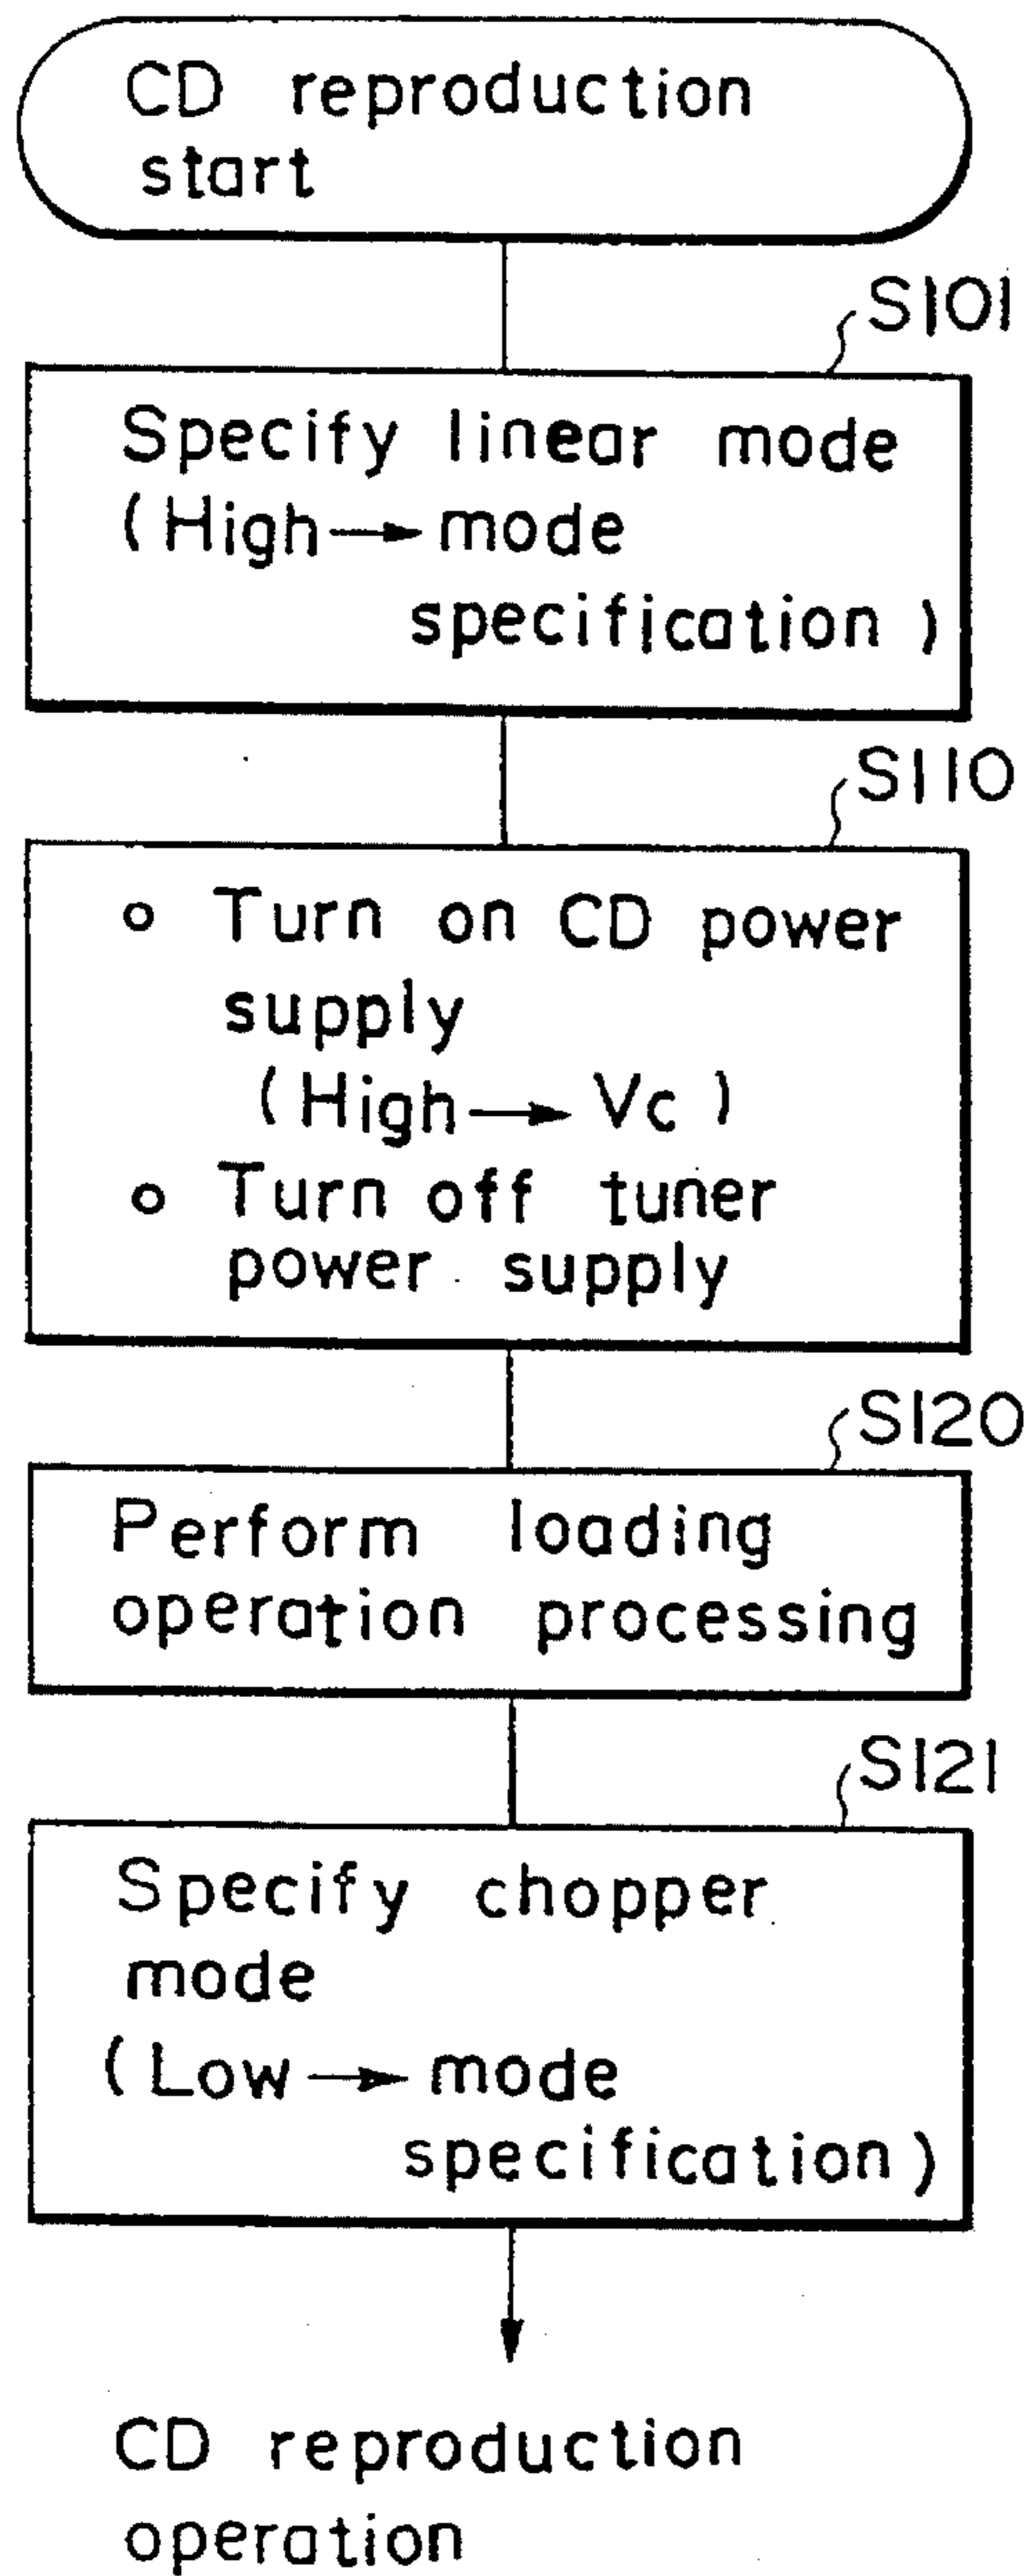 CD reproduction
start
S101
Specify linear mode
(High → mode
specification)
S110
o Turn on CD power
supply
(High → Vc)
o Turn off tuner
power supply
S120
Perform loading
operation processing
S121
Specify chopper
mode
(Low → mode
specification)
CD reproduction
operation